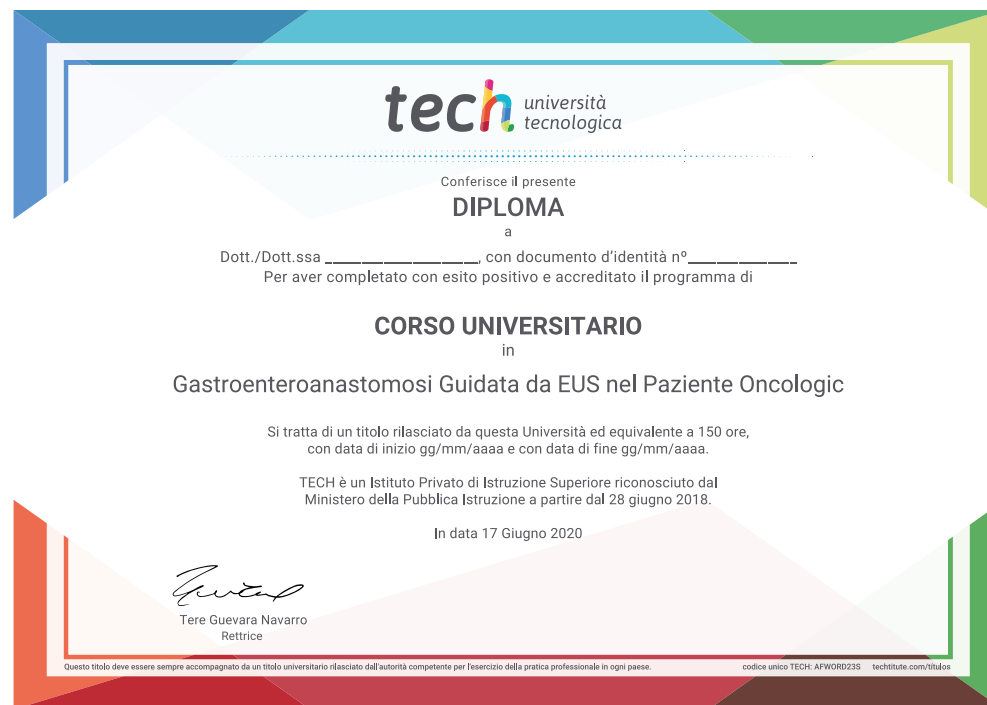 tech università
tecnologica
Conferisce il presente
DIPLOMA
a
Dott./Dott.ssa ____________________, con documento d'identità nº______________
Per aver completato con esito positivo e accreditato il programma di
CORSO UNIVERSITARIO
in
Gastroenteroanastomosi Guidata da EUS nel Paziente Oncologic
Si tratta di un titolo rilasciato da questa Università ed equivalente a 150 ore,
con data di inizio gg/mm/aaaa e con data di fine gg/mm/aaaa.
TECH è un Istituto Privato di Istruzione Superiore riconosciuto dal
Ministero della Pubblica Istruzione a partire dal 28 giugno 2018.
In data 17 Giugno 2020
Tere Guevara Navarro
Rettrice
Questo titolo deve essere sempre accompagnato da un titolo universitario rilasciato dall'autorità competente per l'esercizio della pratica professionale in ogni paese. codice unico TECH: AFWORD23S techtitute.com/titulos